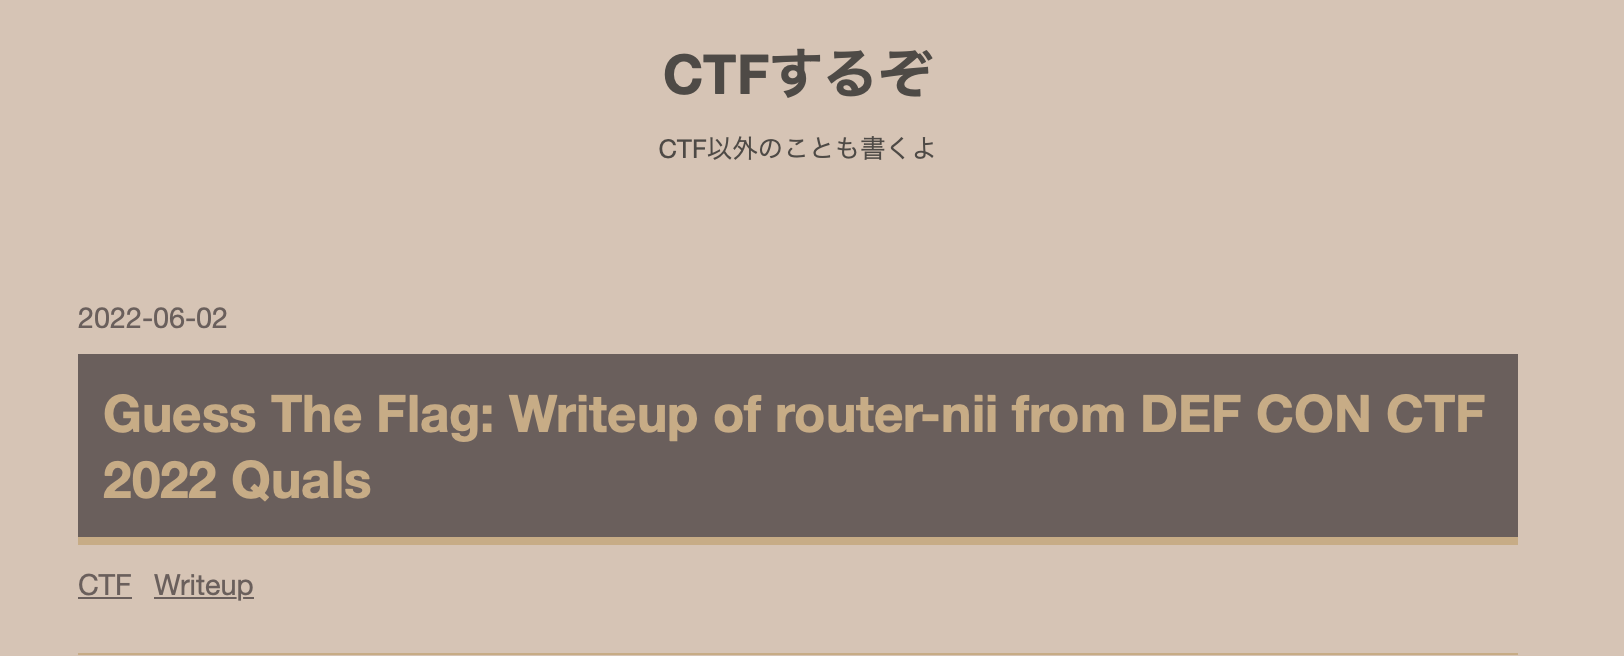 CTFするぞ
CTF以外のことも書くよ
2022-06-02
Guess The Flag: Writeup of router-nii from DEF CON CTF
2022 Quals
CTF Writeup